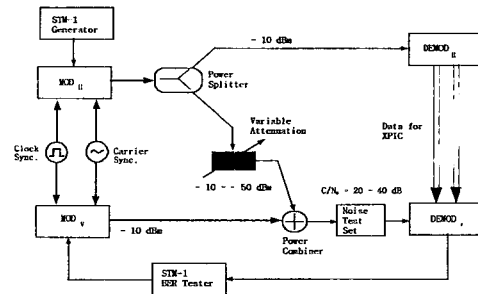 STM-1
Generator
- 10 dBm
MOD H
Power
Splitter
DEMOD H
Variable
Attenuation
Clock
Sync.
Carrier
Sync.
Data for
XPIC
- 10 ~ - 50 dBm
C/N. - 20 - 40 dB
MOD V
- 10 dBm
Power
Combiner
Noise
Test
Set
DEMOD
STM-1
BER Tester